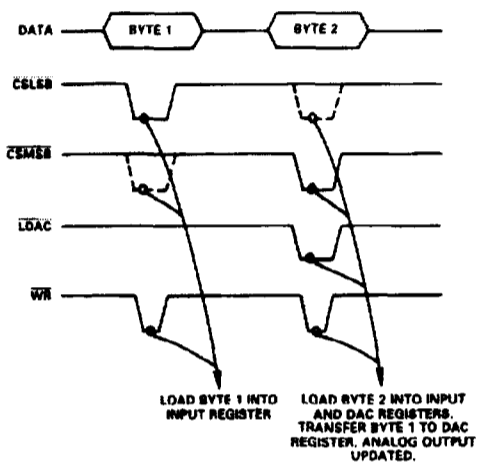 DATA
BYTE 1
BYTE 2
CSLSB
CSMSB
LDAC
WR
LOAD BYTE 1 INTO
INPUT REGISTER
LOAD BYTE 2 INTO INPUT
AND DAC REGISTERS.
TRANSFER BYTE 1 TO DAC
REGISTER. ANALOG OUTPUT
UPDATED.